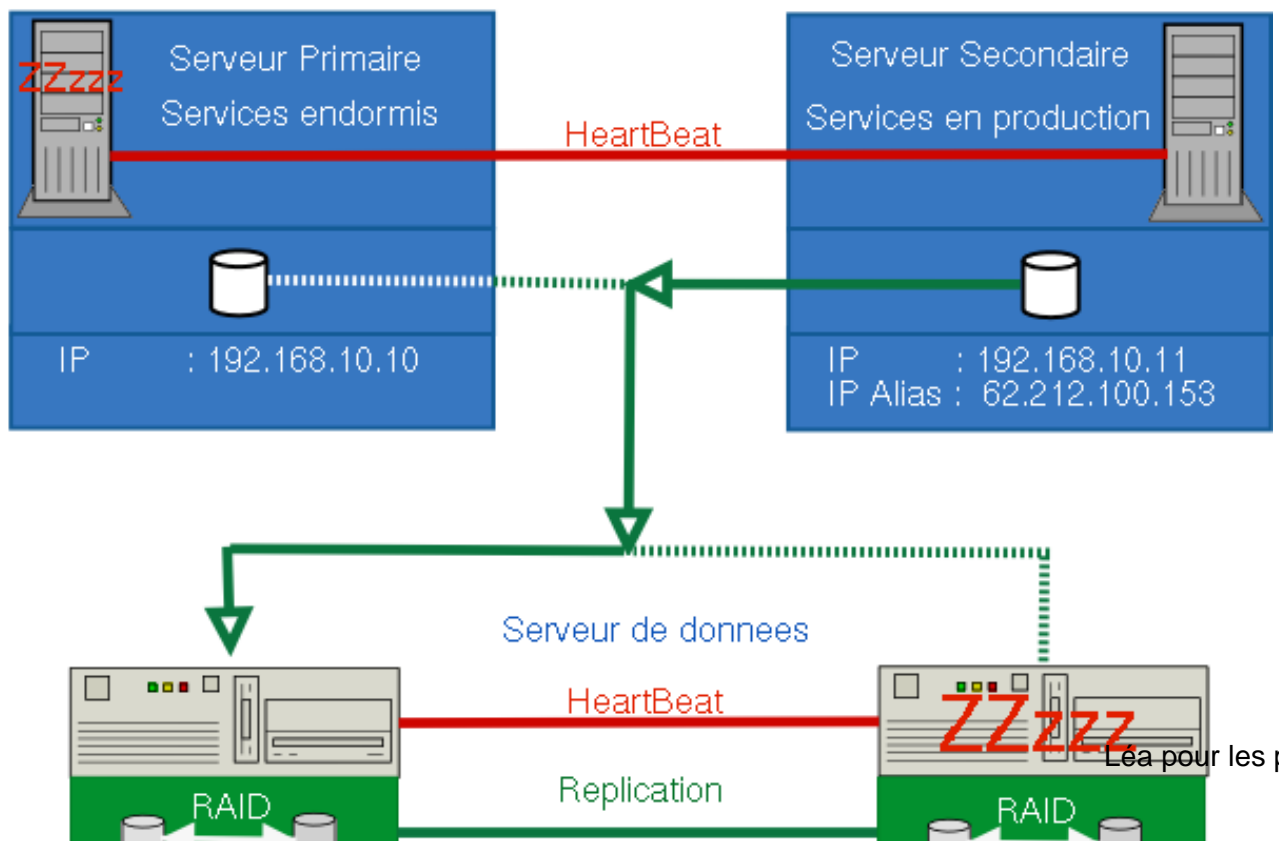 ZZzzz
Serveur Primaire
Services endormis
HeartBeat
Serveur Secondaire
Services en production
IP : 192.168.10.10
IP : 192.168.10.11
IP Alias : 62.212.100.153
Serveur de donnees
HeartBeat
ZZzzz
Léa pour les p
Replication
RAID
RAID